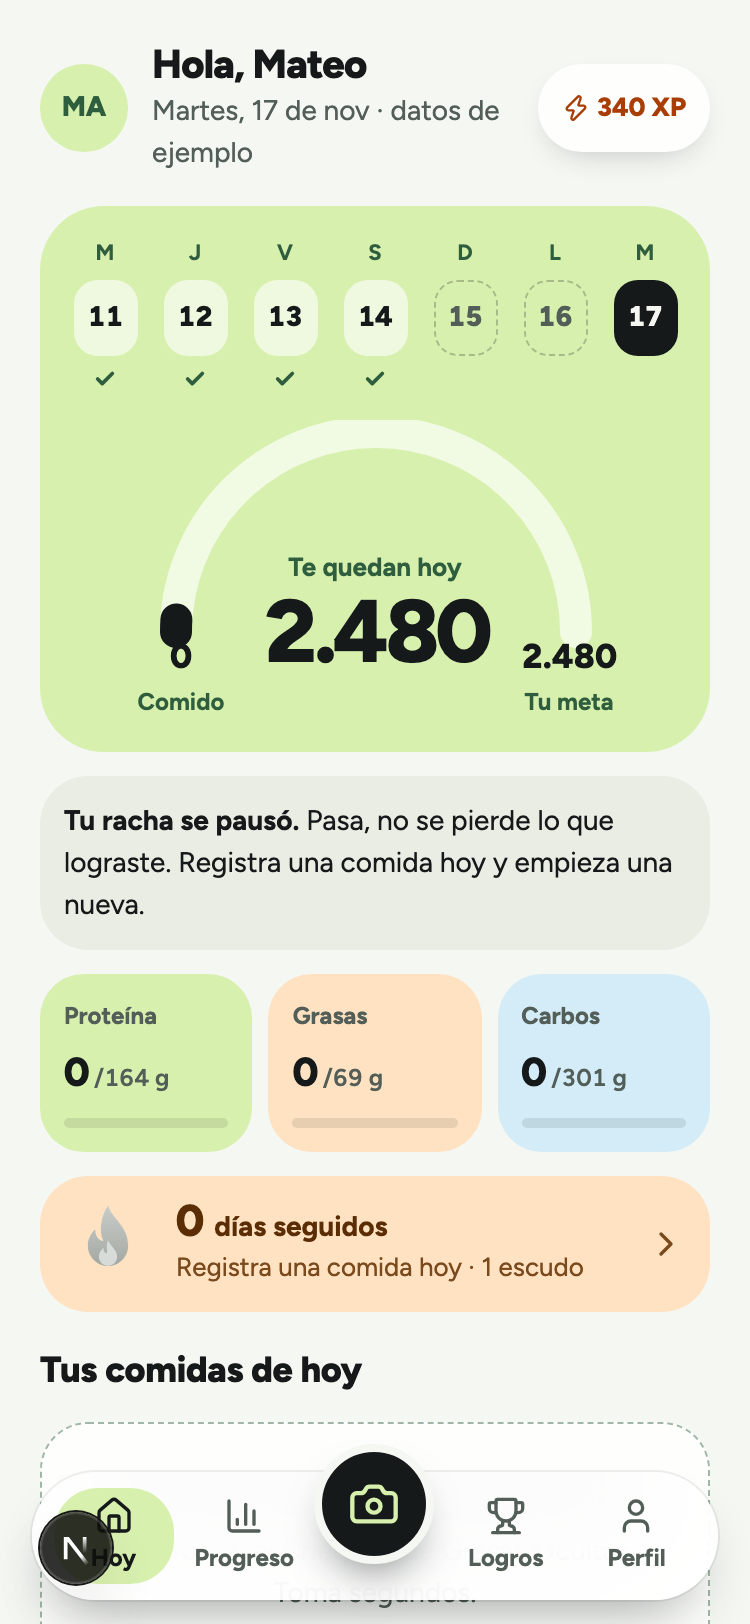 MA
Hola, Mateo
Martes, 17 de nov · datos de
ejemplo
340 XP
M J V S D L M
11 12 13 14 15 16 17
Te quedan hoy
2.480
0
2.480
Comido
Tu meta
Tu racha se pausó. Pasa, no se pierde lo que
lograste. Registra una comida hoy y empieza una
nueva.
Proteína
0 /164 g
Grasas
0 /69 g
Carbos
0 /301 g
0 días seguidos
Registra una comida hoy · 1 escudo
Tus comidas de hoy
N
Hoy
Progreso
Logros
Perfil
Toma segundos.